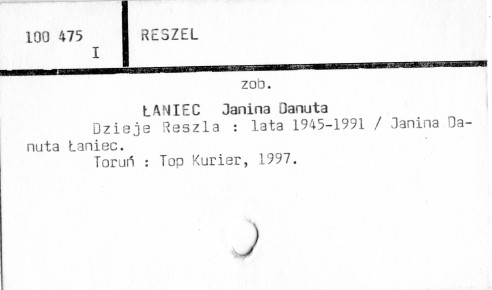 100 475
I
RESZEL
zob.
ŁANIEC Janina Danuta
Dzieje Reszla : lata 1945-1991 / Janina Da-
nuta Łaniec.
Toruń : Top Kurier, 1997.